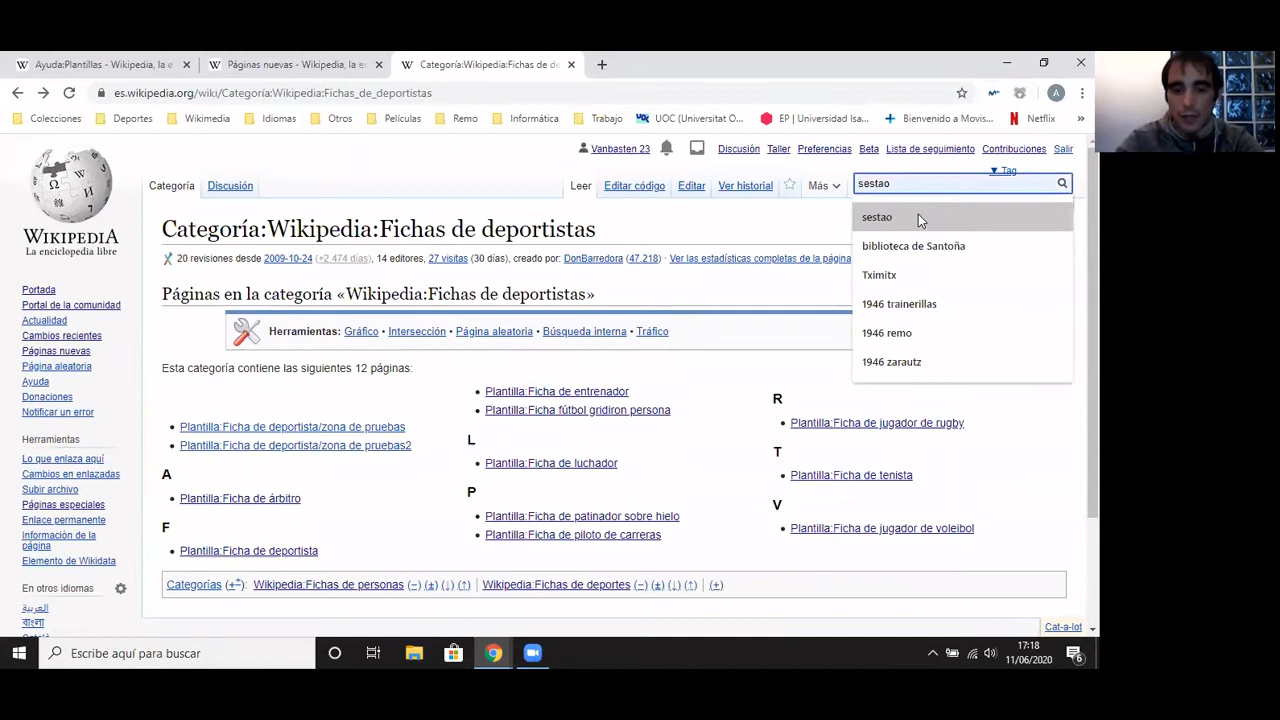 Ayuda:Plantillas - Wikipedia, la e
Páginas nuevas - Wikipedia, la en
Categoría:Wikipedia:Fichas de de
es.wikipedia.org/wiki/Categoría:Wikipedia:Fichas_de_deportistas
A
Colecciones Deportes Wikimedia Idiomas Otros Películas Remo Informática Trabajo UOC (Universitat O... EP | Universidad Isa... Bienvenido a Movis... Netflix »
Vanbasten 23 Discusión Taller Preferencias Beta Lista de seguimiento Contribuciones Salir
▼ Tag
Categoría Discusión Leer Editar código Editar Ver historial Más
sestao
sestao
biblioteca de Santoña
Tximitx
1946 trainerillas
1946 remo
1946 zarautz
WIKIPEDIA
La enciclopedia libre
Portada
Portal de la comunidad
Actualidad
Cambios recientes
Páginas nuevas
Página aleatoria
Ayuda
Donaciones
Notificar un error
Herramientas
Lo que enlaza aquí
Cambios en enlazadas
Subir archivo
Páginas especiales
Enlace permanente
Información de la
página
Elemento de Wikidata
En otros idiomas
العربية
বাংলা
Categoría:Wikipedia:Fichas de deportistas
20 revisiones desde 2009-10-24 (+2.474 días), 14 editores, 27 visitas (30 días), creado por: DonBarredora (47.218) · Ver las estadísticas completas de la página
Páginas en la categoría «Wikipedia:Fichas de deportistas»
Herramientas: Gráfico • Intersección • Página aleatoria • Búsqueda interna • Tráfico
Esta categoría contiene las siguientes 12 páginas:
Plantilla:Ficha de deportista/zona de pruebas
Plantilla:Ficha de deportista/zona de pruebas2
A
Plantilla:Ficha de árbitro
F
Plantilla:Ficha de deportista
Plantilla:Ficha de entrenador
Plantilla:Ficha fútbol gridiron persona
L
Plantilla:Ficha de luchador
P
Plantilla:Ficha de patinador sobre hielo
Plantilla:Ficha de piloto de carreras
R
Plantilla:Ficha de jugador de rugby
T
Plantilla:Ficha de tenista
V
Plantilla:Ficha de jugador de voleibol
Categorías (+⁺): Wikipedia:Fichas de personas (−) (±) (↓) (↑) | Wikipedia:Fichas de deportes (−) (±) (↓) (↑) | (+)
Cat-a-lot
Escribe aquí para buscar
17:18
11/06/2020
6